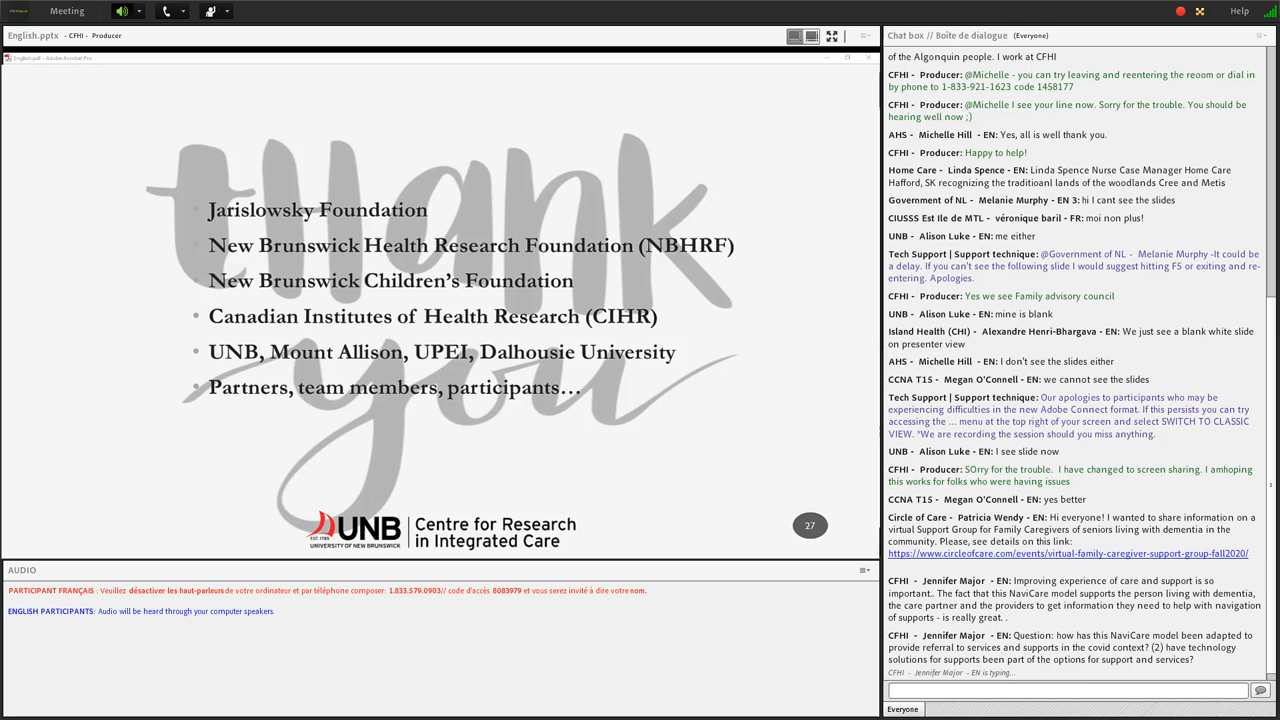 Meeting
Help
English.pptx - CFHI - Producer
English.pdf - Adobe Acrobat Pro
thank you
Jarislowsky Foundation
New Brunswick Health Research Foundation (NBHRF)
New Brunswick Children's Foundation
Canadian Institutes of Health Research (CIHR)
UNB, Mount Allison, UPEI, Dalhousie University
Partners, team members, participants…
EST. 1785 UNB
UNIVERSITY OF NEW BRUNSWICK
Centre for Research
in Integrated Care
27
AUDIO
PARTICIPANT FRANÇAIS : Veuillez désactiver les haut-parleurs de votre ordinateur et par téléphone composer: 1.833.579.0903// code d'accès 8083979 et vous serez invité à dire votre nom.
ENGLISH PARTICIPANTS: Audio will be heard through your computer speakers.
Chat box // Boîte de dialogue (Everyone)
of the Algonquin people. I work at CFHI
CFHI - Producer: @Michelle - you can try leaving and reentering the reoom or dial in
by phone to 1-833-921-1623 code 1458177
CFHI - Producer: @Michelle I see your line now. Sorry for the trouble. You should be
hearing well now ;)
AHS - Michelle Hill - EN: Yes, all is well thank you.
CFHI - Producer: Happy to help!
Home Care - Linda Spence - EN: Linda Spence Nurse Case Manager Home Care
Hafford, SK recognizing the traditioanl lands of the woodlands Cree and Metis
Government of NL - Melanie Murphy - EN 3: hi I cant see the slides
CIUSSS Est Ile de MTL - véronique baril - FR: moi non plus!
UNB - Alison Luke - EN: me either
Tech Support | Support technique: @Government of NL - Melanie Murphy -It could be
a delay. If you can't see the following slide I would suggest hitting F5 or exiting and re-
entering. Apologies.
CFHI - Producer: Yes we see Family advisory council
UNB - Alison Luke - EN: mine is blank
Island Health (CHI) - Alexandre Henri-Bhargava - EN: We just see a blank white slide
on presenter view
AHS - Michelle Hill - EN: I don't see the slides either
CCNA T15 - Megan O'Connell - EN: we cannot see the slides
Tech Support | Support technique: Our apologies to participants who may be
experiencing difficulties in the new Adobe Connect format. If this persists you can try
accessing the ... menu at the top right of your screen and select SWITCH TO CLASSIC
VIEW. *We are recording the session should you miss anything.
UNB - Alison Luke - EN: I see slide now
CFHI - Producer: SOrry for the trouble. I have changed to screen sharing. I amhoping
this works for folks who were having issues
CCNA T15 - Megan O'Connell - EN: yes better
Circle of Care - Patricia Wendy - EN: Hi everyone! I wanted to share information on a
virtual Support Group for Family Caregivers of seniors living with dementia in the
community. Please, see details on this link:
https://www.circleofcare.com/events/virtual-family-caregiver-support-group-fall2020/
CFHI - Jennifer Major - EN: Improving experience of care and support is so
important.. The fact that this NaviCare model supports the person living with dementia,
the care partner and the providers to get information they need to help with navigation
of supports - is really great. .
CFHI - Jennifer Major - EN: Question: how has this NaviCare model been adapted to
provide referral to services and supports in the covid context? (2) have technology
solutions for supports been part of the options for support and services?
CFHI - Jennifer Major - EN is typing...
Everyone